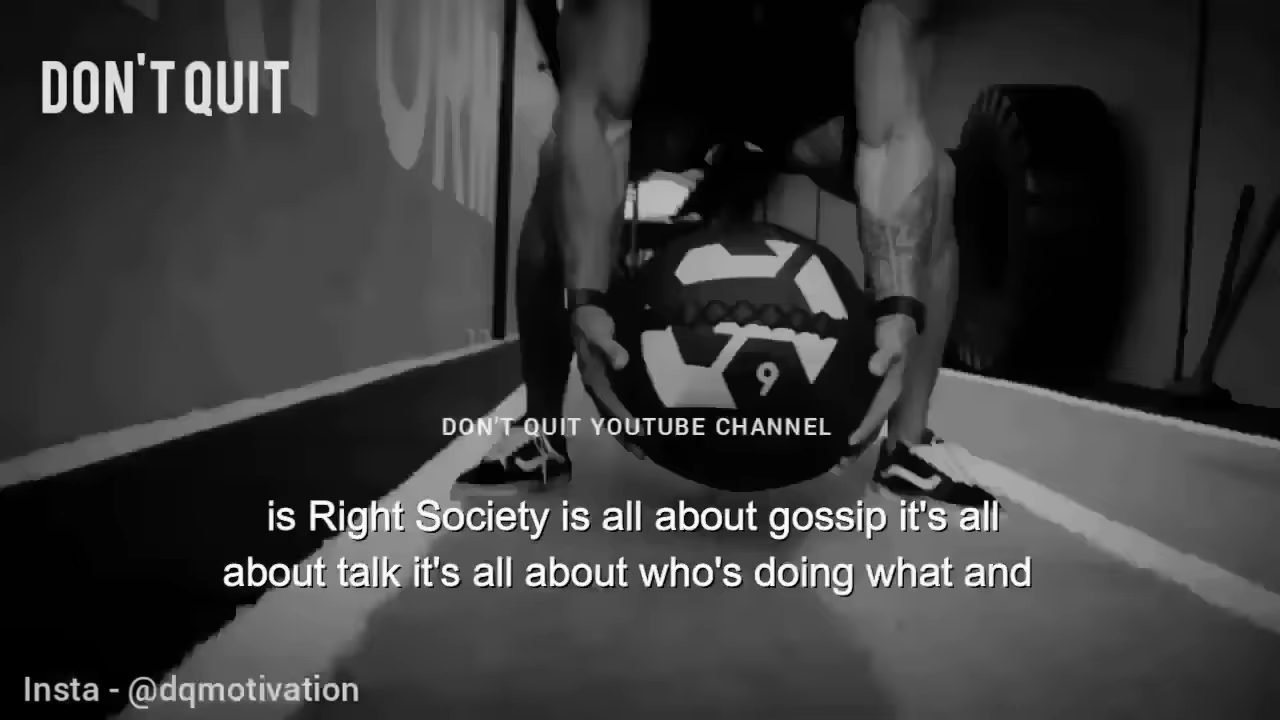 DON'T QUIT
9
DON'T QUIT YOUTUBE CHANNEL
is Right Society is all about gossip it's all
about talk it's all about who's doing what and
Insta - @dqmotivation